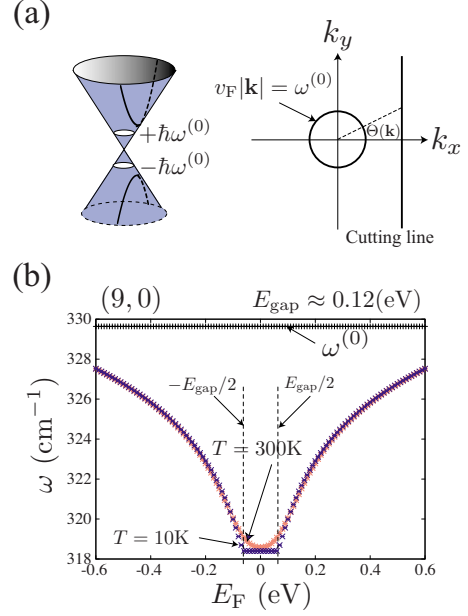 (a)
+ℏω^(0)
−ℏω^(0)
k_y
v_F|k| = ω^(0)
Θ(k)
k_x
Cutting line
(b)
(9,0) E_gap ≈ 0.12(eV)
330
328
326
324
322
320
318
ω (cm⁻¹)
ω^(0)
−E_gap/2
E_gap/2
T = 300K
T = 10K
-0.6 -0.4 -0.2 0 0.2 0.4 0.6
E_F (eV)